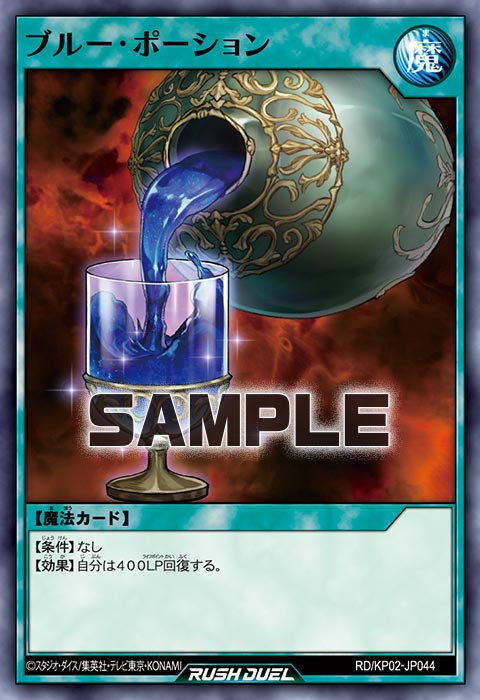 ブルー・ポーション
魔
SAMPLE
【魔法カード】
【条件】なし
【効果】自分は400LP回復する。
©スタジオ・ダイス/集英社・テレビ東京・KONAMI
RUSH DUEL
RD/KP02-JP044